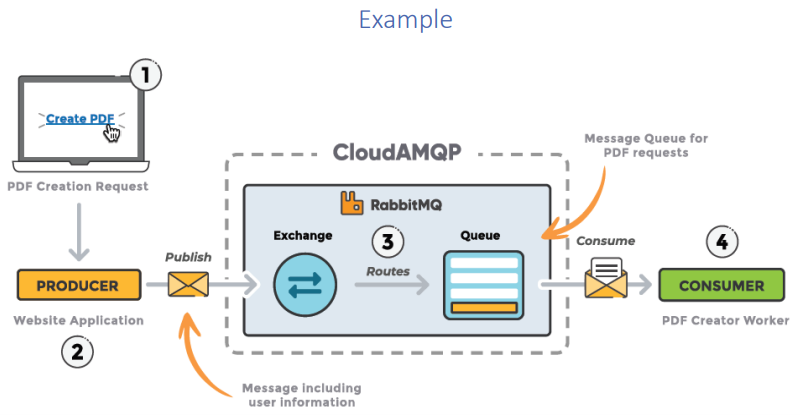 Example
1
Create PDF
PDF Creation Request
CloudAMQP
Message Queue for
PDF requests
RabbitMQ
Exchange
3
Queue
Routes
Publish
Consume
4
PRODUCER
CONSUMER
Website Application
PDF Creator Worker
2
Message including
user information